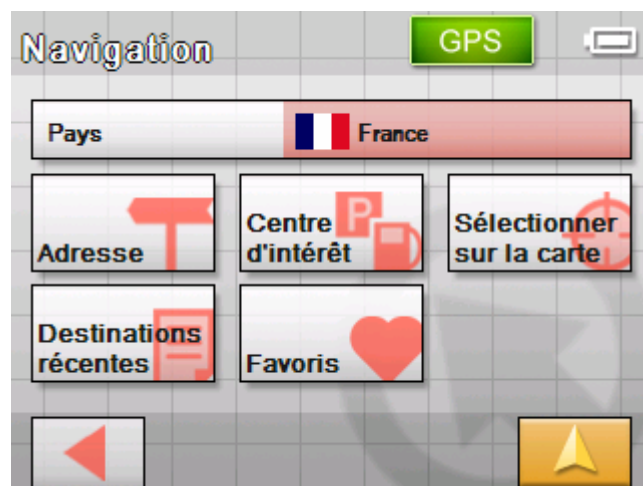 Navigation
GPS
Pays
France
Adresse
Centre
d'intérêt
P
Sélectionner
sur la carte
Destinations
récentes
Favoris